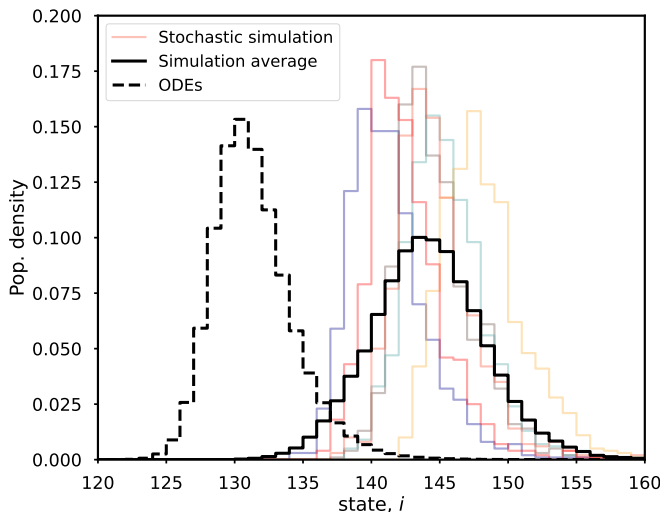 0.200
0.175
0.150
0.125
0.100
0.075
0.050
0.025
0.000
Pop. density
Stochastic simulation
Simulation average
ODEs
120 125 130 135 140 145 150 155 160
state, i